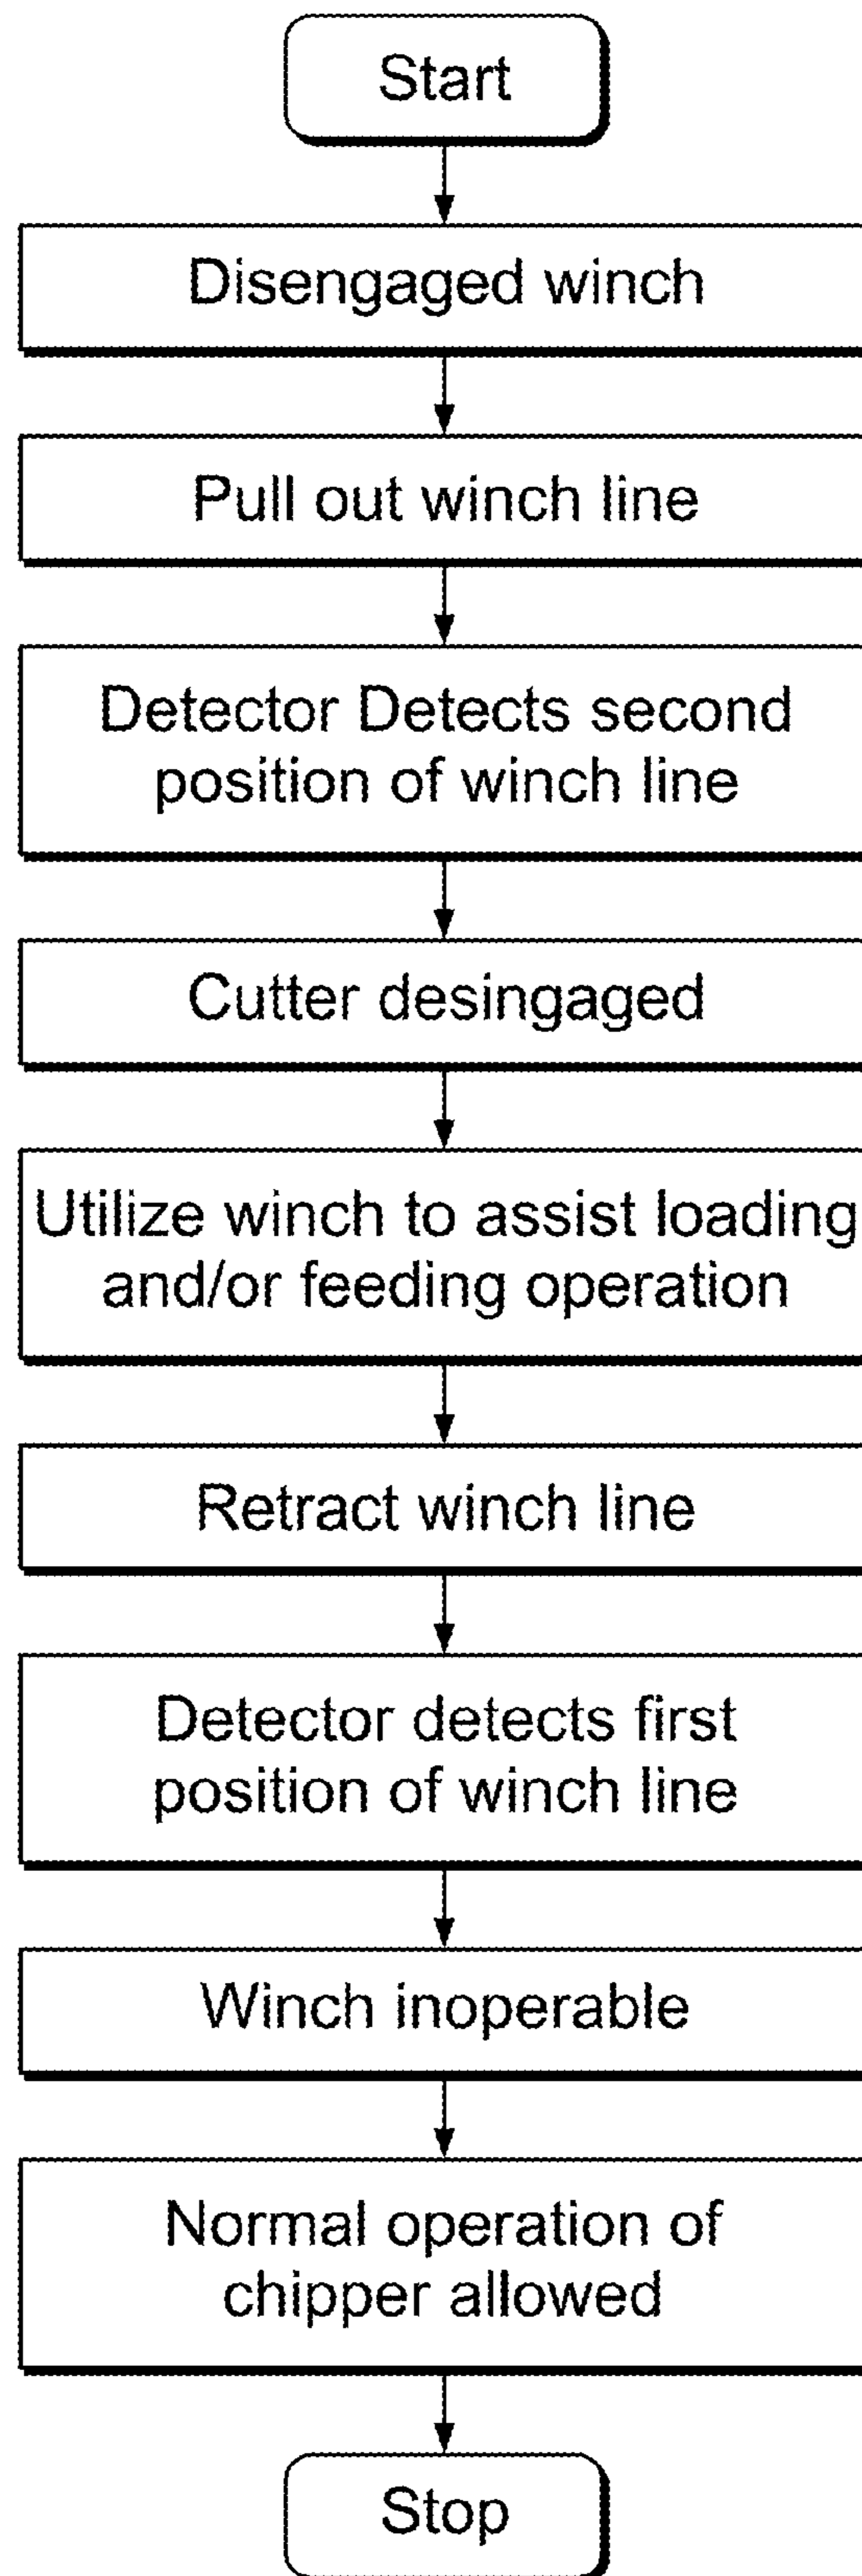 Start
Disengaged winch
Pull out winch line
Detector Detects second
position of winch line
Cutter desingaged
Utilize winch to assist loading
and/or feeding operation
Retract winch line
Detector detects first
position of winch line
Winch inoperable
Normal operation of
chipper allowed
Stop